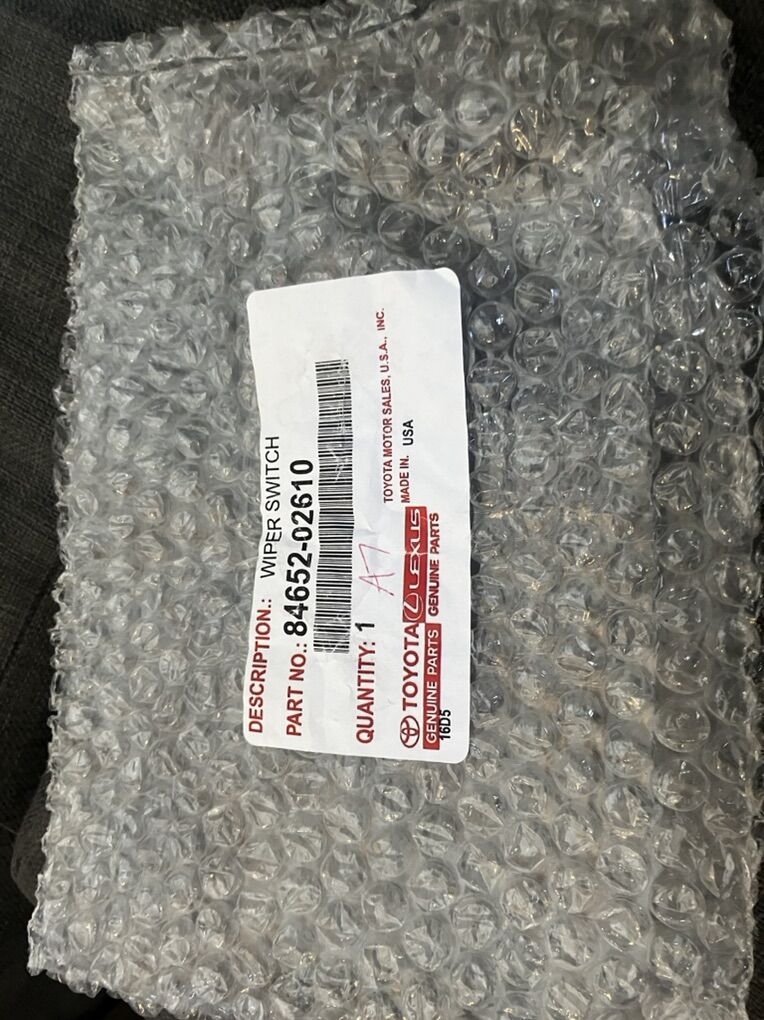 DESCRIPTION.: WIPER SWITCH
PART NO.: 84652-02610
QUANTITY: 1
A7
TOYOTA MOTOR SALES, U.S.A., INC.
MADE IN. USA
TOYOTA LEXUS
GENUINE PARTS GENUINE PARTS
16D5